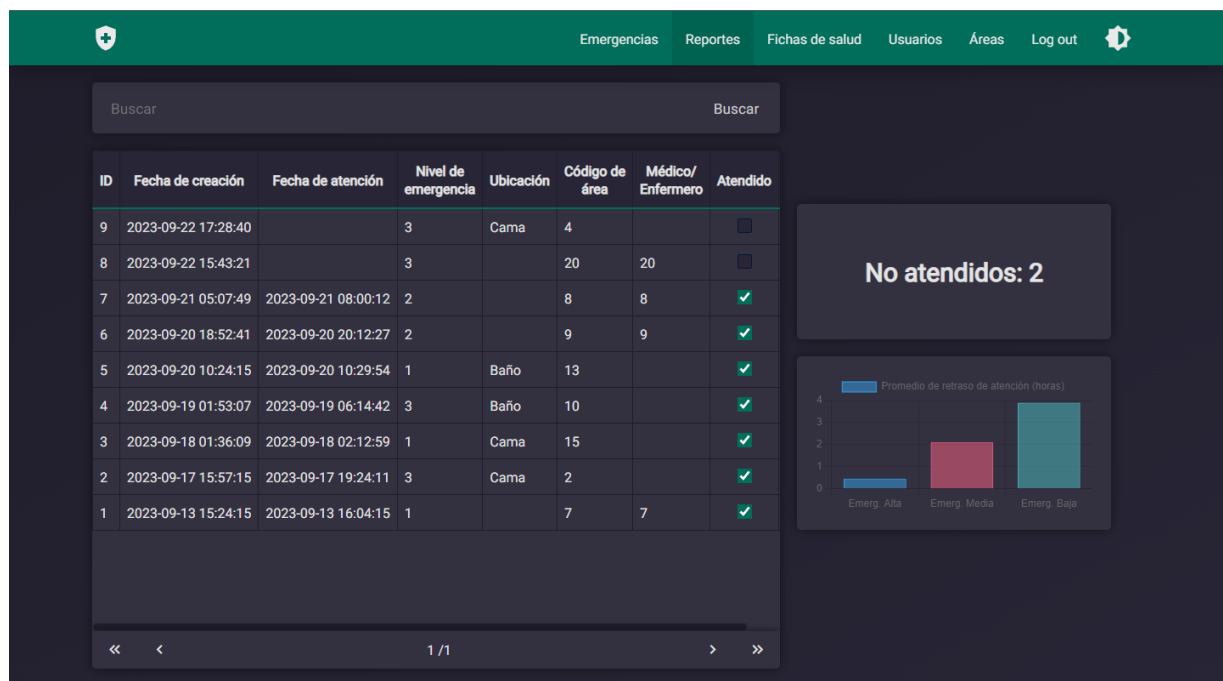 Emergencias Reportes Fichas de salud Usuarios Áreas Log out
Buscar Buscar
ID Fecha de creación Fecha de atención Nivel de emergencia Ubicación Código de área Médico/ Enfermero Atendido
9 2023-09-22 17:28:40 3 Cama 4
8 2023-09-22 15:43:21 3 20 20
7 2023-09-21 05:07:49 2023-09-21 08:00:12 2 8 8
6 2023-09-20 18:52:41 2023-09-20 20:12:27 2 9 9
5 2023-09-20 10:24:15 2023-09-20 10:29:54 1 Baño 13
4 2023-09-19 01:53:07 2023-09-19 06:14:42 3 Baño 10
3 2023-09-18 01:36:09 2023-09-18 02:12:59 1 Cama 15
2 2023-09-17 15:57:15 2023-09-17 19:24:11 3 Cama 2
1 2023-09-13 15:24:15 2023-09-13 16:04:15 1 7 7
« ‹ 1 /1 › »
No atendidos: 2
Promedio de retraso de atención (horas)
4
3
2
1
0
Emerg. Alta Emerg. Media Emerg. Baja